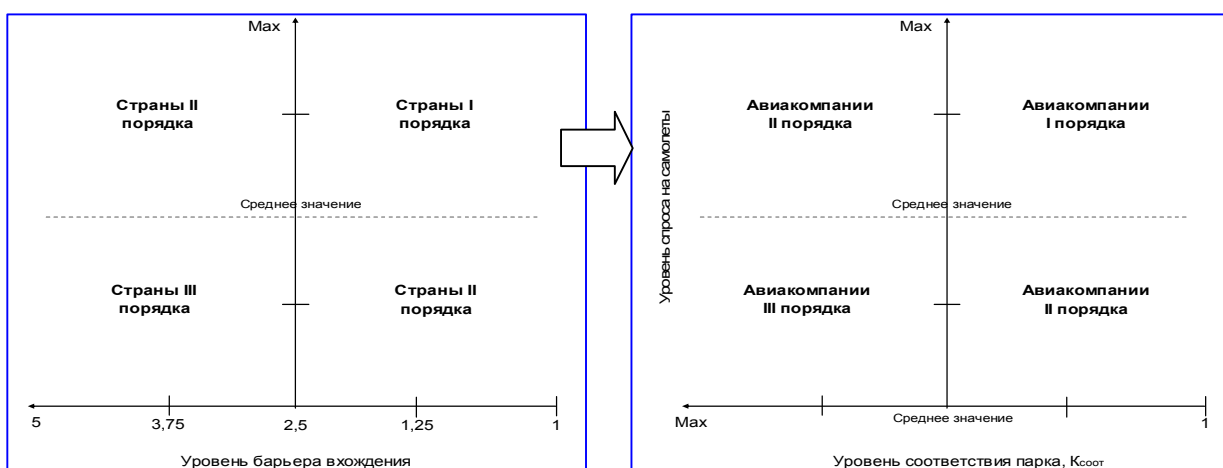 Max
Страны II
порядка
Страны I
порядка
Среднее значение
Страны III
порядка
Страны II
порядка
5
3,75
2,5
1,25
1
Уровень барьера вхождения
Max
Уровень спроса на самолеты
Авиакомпании
II порядка
Авиакомпании
I порядка
Среднее значение
Авиакомпании
III порядка
Авиакомпании
II порядка
Max
Среднее значение
1
Уровень соответствия парка, Kсоот